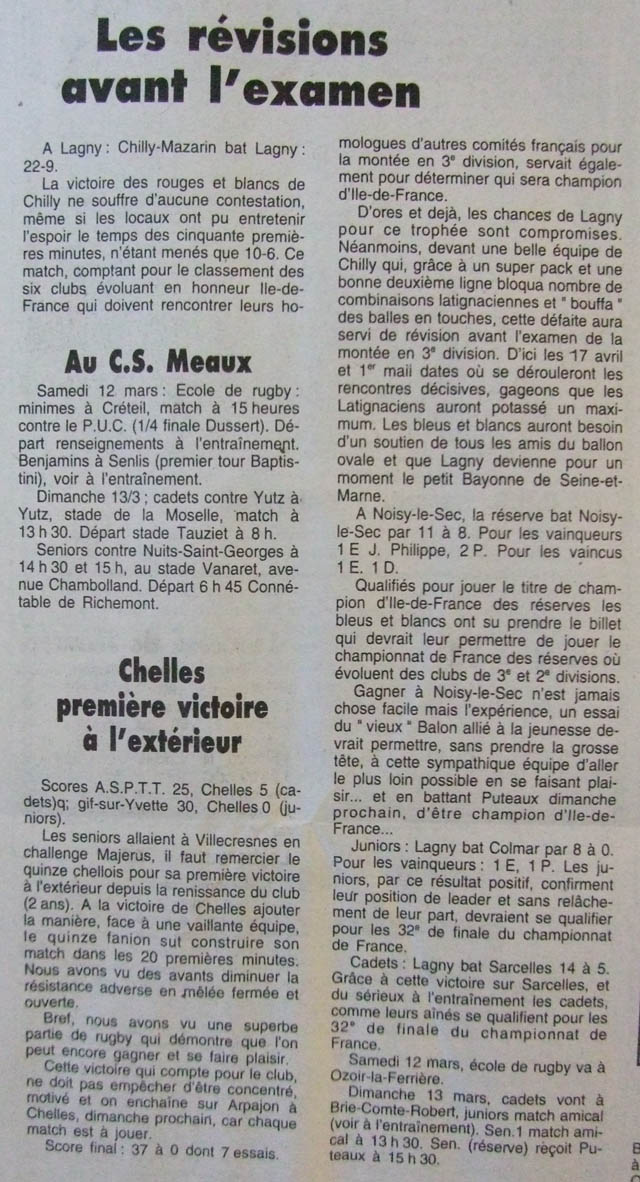 Les révisions
avant l'examen
A Lagny : Chilly-Mazarin bat Lagny :
22-9.
La victoire des rouges et blancs de
Chilly ne souffre d'aucune contestation,
même si les locaux ont pu entretenir
l'espoir le temps des cinquante premiè-
res minutes, n'étant menés que 10-6. Ce
match, comptant pour le classement des
six clubs évoluant en honneur Ile-de-
France qui doivent rencontrer leurs ho-
mologues d'autres comités français pour
la montée en 3e division, servait égale-
ment pour déterminer qui sera champion
d'Ile-de-France.
D'ores et dejà, les chances de Lagny
pour ce trophée sont compromises.
Néanmoins, devant une belle équipe de
Chilly qui, grâce à un super pack et une
bonne deuxième ligne bloqua nombre de
combinaisons latignaciennes et " bouffa "
des balles en touches, cette défaite aura
servi de révision avant l'examen de la
montée en 3e division. D'ici les 17 avril
et 1er maii dates où se dérouleront les
rencontres décisives, gageons que les
Latignaciens auront potassé un maxi-
mum. Les bleus et blancs auront besoin
d'un soutien de tous les amis du ballon
ovale et que Lagny devienne pour un
moment le petit Bayonne de Seine-et-
Marne.
A Noisy-le-Sec, la réserve bat Noisy-
le-Sec par 11 à 8. Pour les vainqueurs
1 E J. Philippe, 2 P. Pour les vaincus
1 E. 1 D.
Qualifiés pour jouer le titre de cham-
pion d'Ile-de-France des réserves les
bleus et blancs ont su prendre le billet
qui devrait leur permettre de jouer le
championnat de France des réserves où
évoluent des clubs de 3e et 2e divisions.
Gagner à Noisy-le-Sec n'est jamais
chose facile mais l'expérience, un essai
du " vieux " Balon allié à la jeunesse de-
vrait permettre, sans prendre la grosse
tête, à cette sympathique équipe d'aller
le plus loin possible en se faisant plai-
sir... et en battant Puteaux dimanche
prochain, d'être champion d'Ile-de-
France...
Juniors : Lagny bat Colmar par 8 à 0.
Pour les vainqueurs : 1 E, 1 P. Les ju-
niors, par ce résultat positif, confirment
leur position de leader et sans relâche-
ment de leur part, devraient se qualifier
pour les 32e de finale du championnat
de France.
Cadets : Lagny bat Sarcelles 14 à 5.
Grâce à cette victoire sur Sarcelles, et
du sérieux à l'entraînement les cadets,
comme leurs aînés se qualifient pour les
32e de finale du championnat de
France.
Samedi 12 mars, école de rugby va à
Ozoir-la-Ferrière.
Dimanche 13 mars, cadets vont à
Brie-Comte-Robert, juniors match amical
(voir à l'entraînement). Sen.1 match ami-
cal à 13 h 30. Sen. (réserve) reçoit Pu-
teaux à 15 h 30.
Au C.S. Meaux
Samedi 12 mars : Ecole de rugby :
minimes à Créteil, match à 15 heures
contre le P.U.C. (1/4 finale Dussert). Dé-
part renseignements à l'entraînement.
Benjamins à Senlis (premier tour Baptis-
tini), voir à l'entraînement.
Dimanche 13/3 ; cadets contre Yutz à
Yutz, stade de la Moselle, match à
13 h 30. Départ stade Tauziet à 8 h.
Seniors contre Nuits-Saint-Georges à
14 h 30 et 15 h, au stade Vanaret, ave-
nue Chambolland. Départ 6 h 45 Conné-
table de Richemont.
Chelles
première victoire
à l'extérieur
Scores A.S.P.T.T. 25, Chelles 5 (ca-
dets)q; gif-sur-Yvette 30, Chelles 0 (ju-
niors).
Les seniors allaient à Villecresnes en
challenge Majerus, il faut remercier le
quinze chellois pour sa première victoire
à l'extérieur depuis la renissance du club
(2 ans). A la victoire de Chelles ajouter
la manière, face à une vaillante équipe,
le quinze fanion sut construire son
match dans les 20 premières minutes.
Nous avons vu des avants diminuer la
résistance adverse en mêlée fermée et
ouverte.
Bref, nous avons vu une superbe
partie de rugby qui démontre que l'on
peut encore gagner et se faire plaisir.
Cette victoire qui compte pour le club,
ne doit pas empêcher d'être concentré,
motivé et on enchaîne sur Arpajon à
Chelles, dimanche prochain, car chaque
match est à jouer.
Score final : 37 à 0 dont 7 essais.